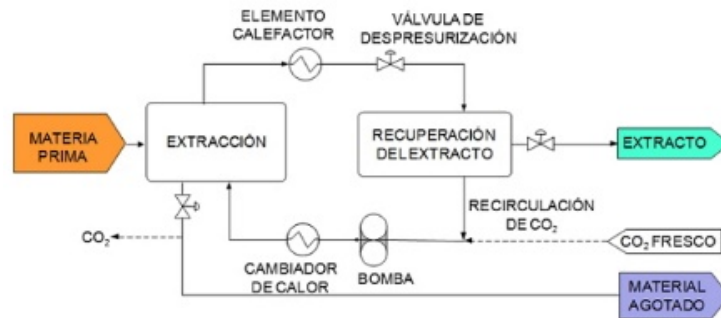 ELEMENTO
CALEFACTOR
VÁLVULA DE
DESPRESURIZACIÓN
MATERIA
PRIMA
EXTRACCIÓN
RECUPERACIÓN
DEL EXTRACTO
EXTRACTO
RECIRCULACIÓN
DE CO₂
CO₂
CO₂ FRESCO
CAMBIADOR
DE CALOR
BOMBA
MATERIAL
AGOTADO